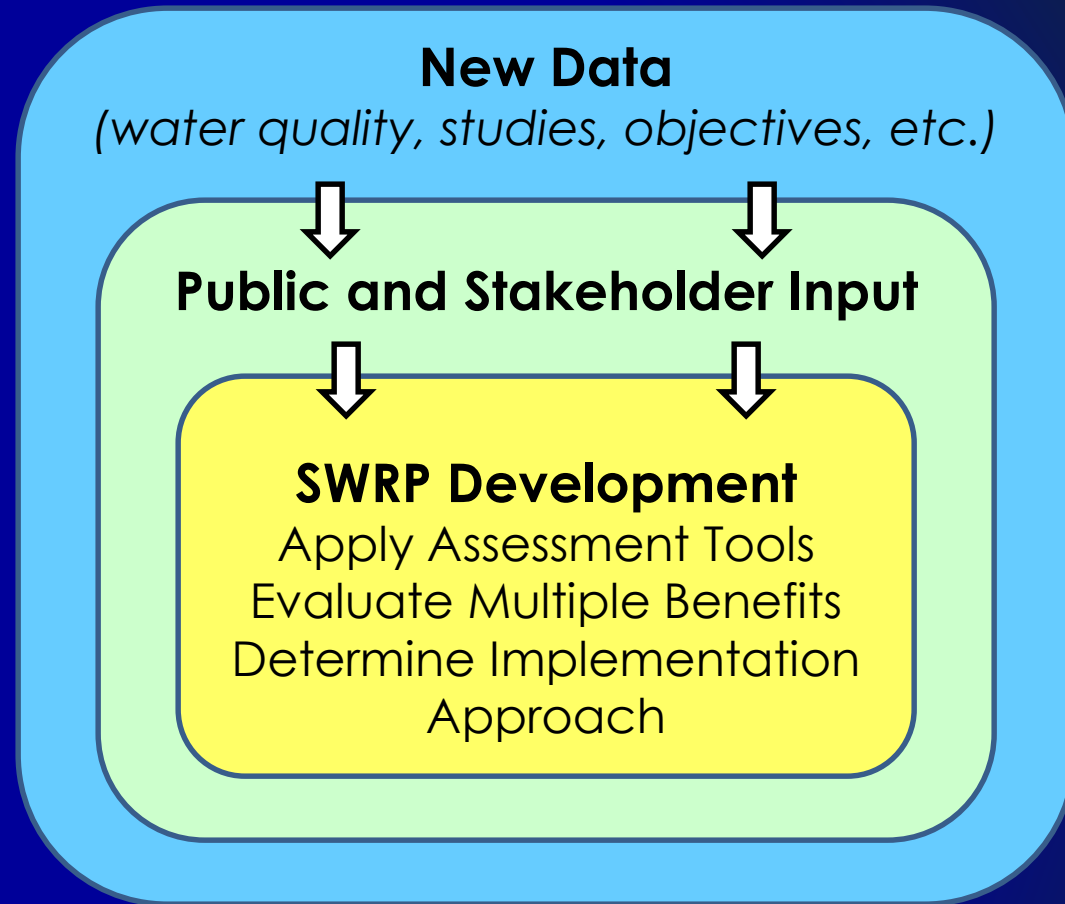 New Data
(water quality, studies, objectives, etc.)
Public and Stakeholder Input
SWRP Development
Apply Assessment Tools
Evaluate Multiple Benefits
Determine Implementation
Approach